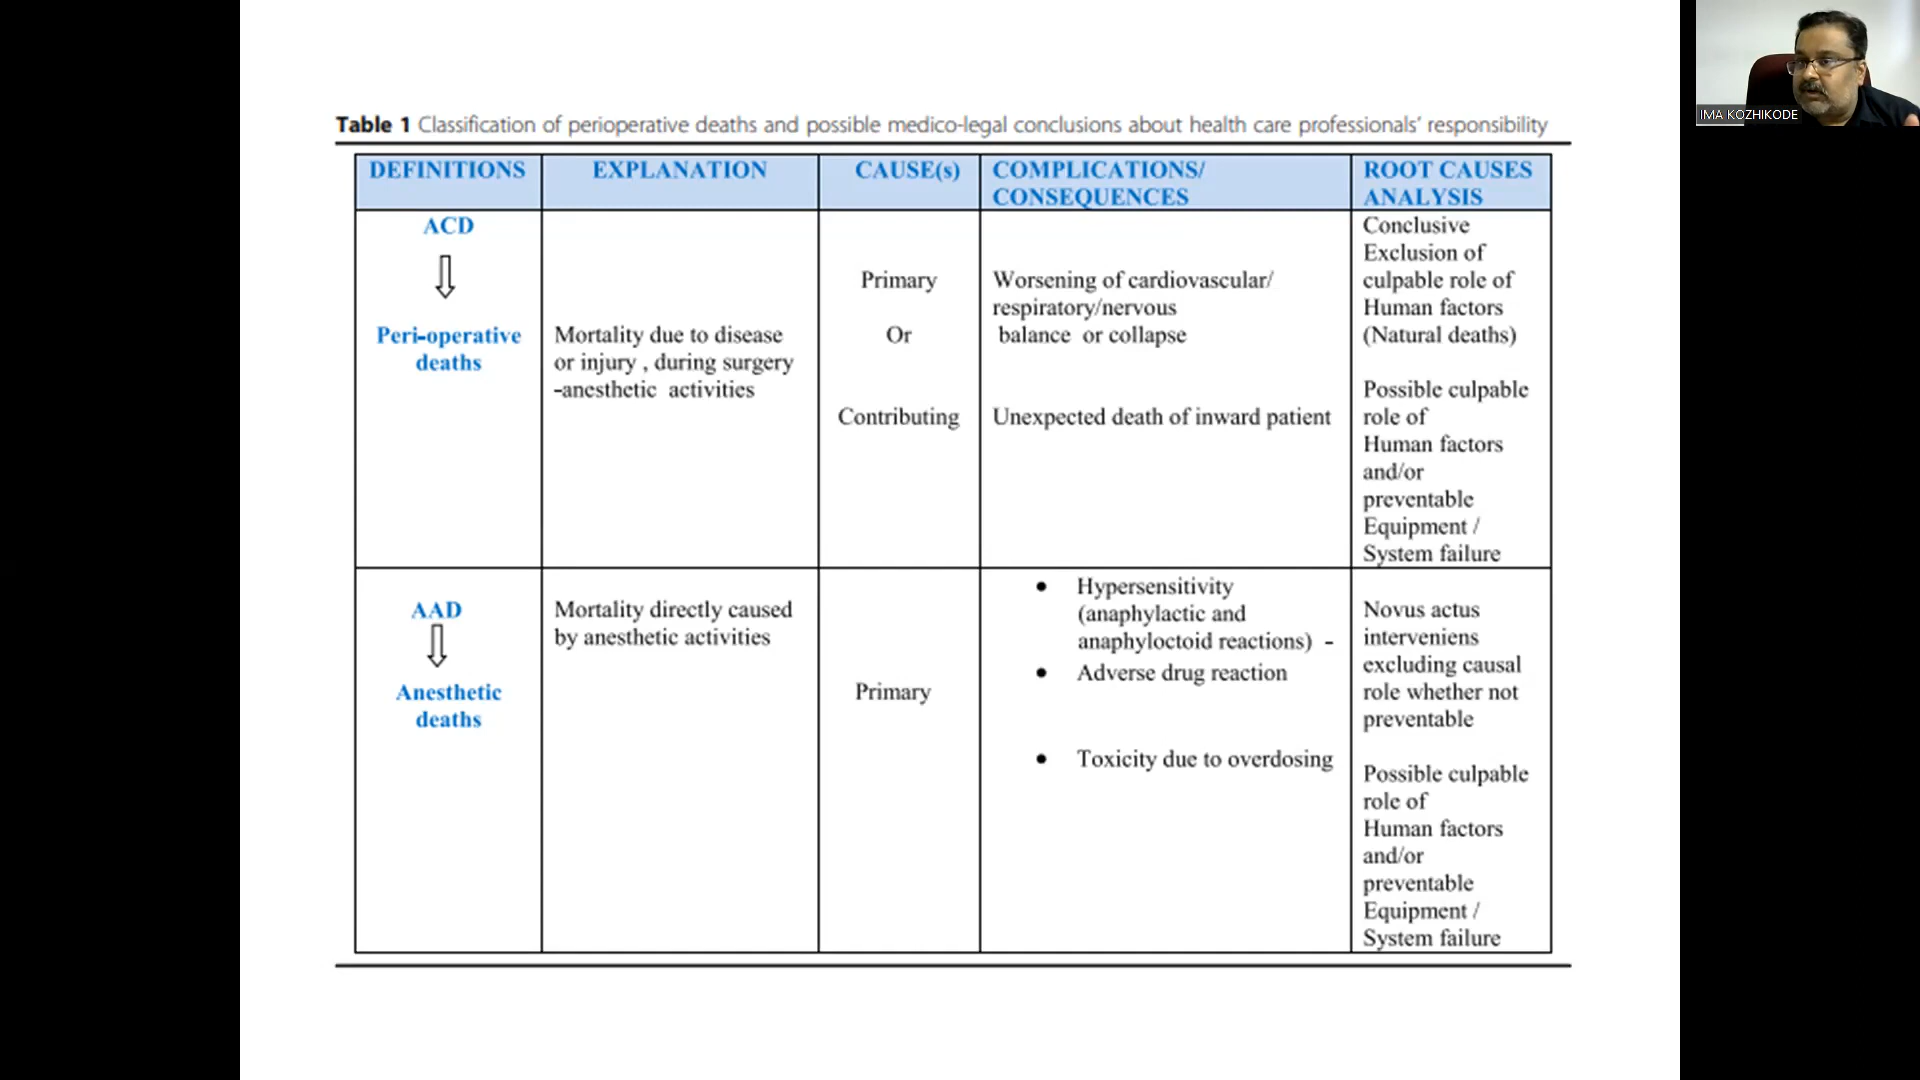 IMA KOZHIKODE
Table 1 Classification of perioperative deaths and possible medico-legal conclusions about health care professionals' responsibility
DEFINITIONS
EXPLANATION
CAUSE(s)
COMPLICATIONS/
CONSEQUENCES
ROOT CAUSES
ANALYSIS
ACD
Peri-operative
deaths
Mortality due to disease
or injury , during surgery
-anesthetic activities
Primary
Or
Contributing
Worsening of cardiovascular/
respiratory/nervous
balance or collapse
Unexpected death of inward patient
Conclusive
Exclusion of
culpable role of
Human factors
(Natural deaths)
Possible culpable
role of
Human factors
and/or
preventable
Equipment /
System failure
AAD
Anesthetic
deaths
Mortality directly caused
by anesthetic activities
Primary
• Hypersensitivity
(anaphylactic and
anaphyloctoid reactions) -
• Adverse drug reaction
• Toxicity due to overdosing
Novus actus
interveniens
excluding causal
role whether not
preventable
Possible culpable
role of
Human factors
and/or
preventable
Equipment /
System failure